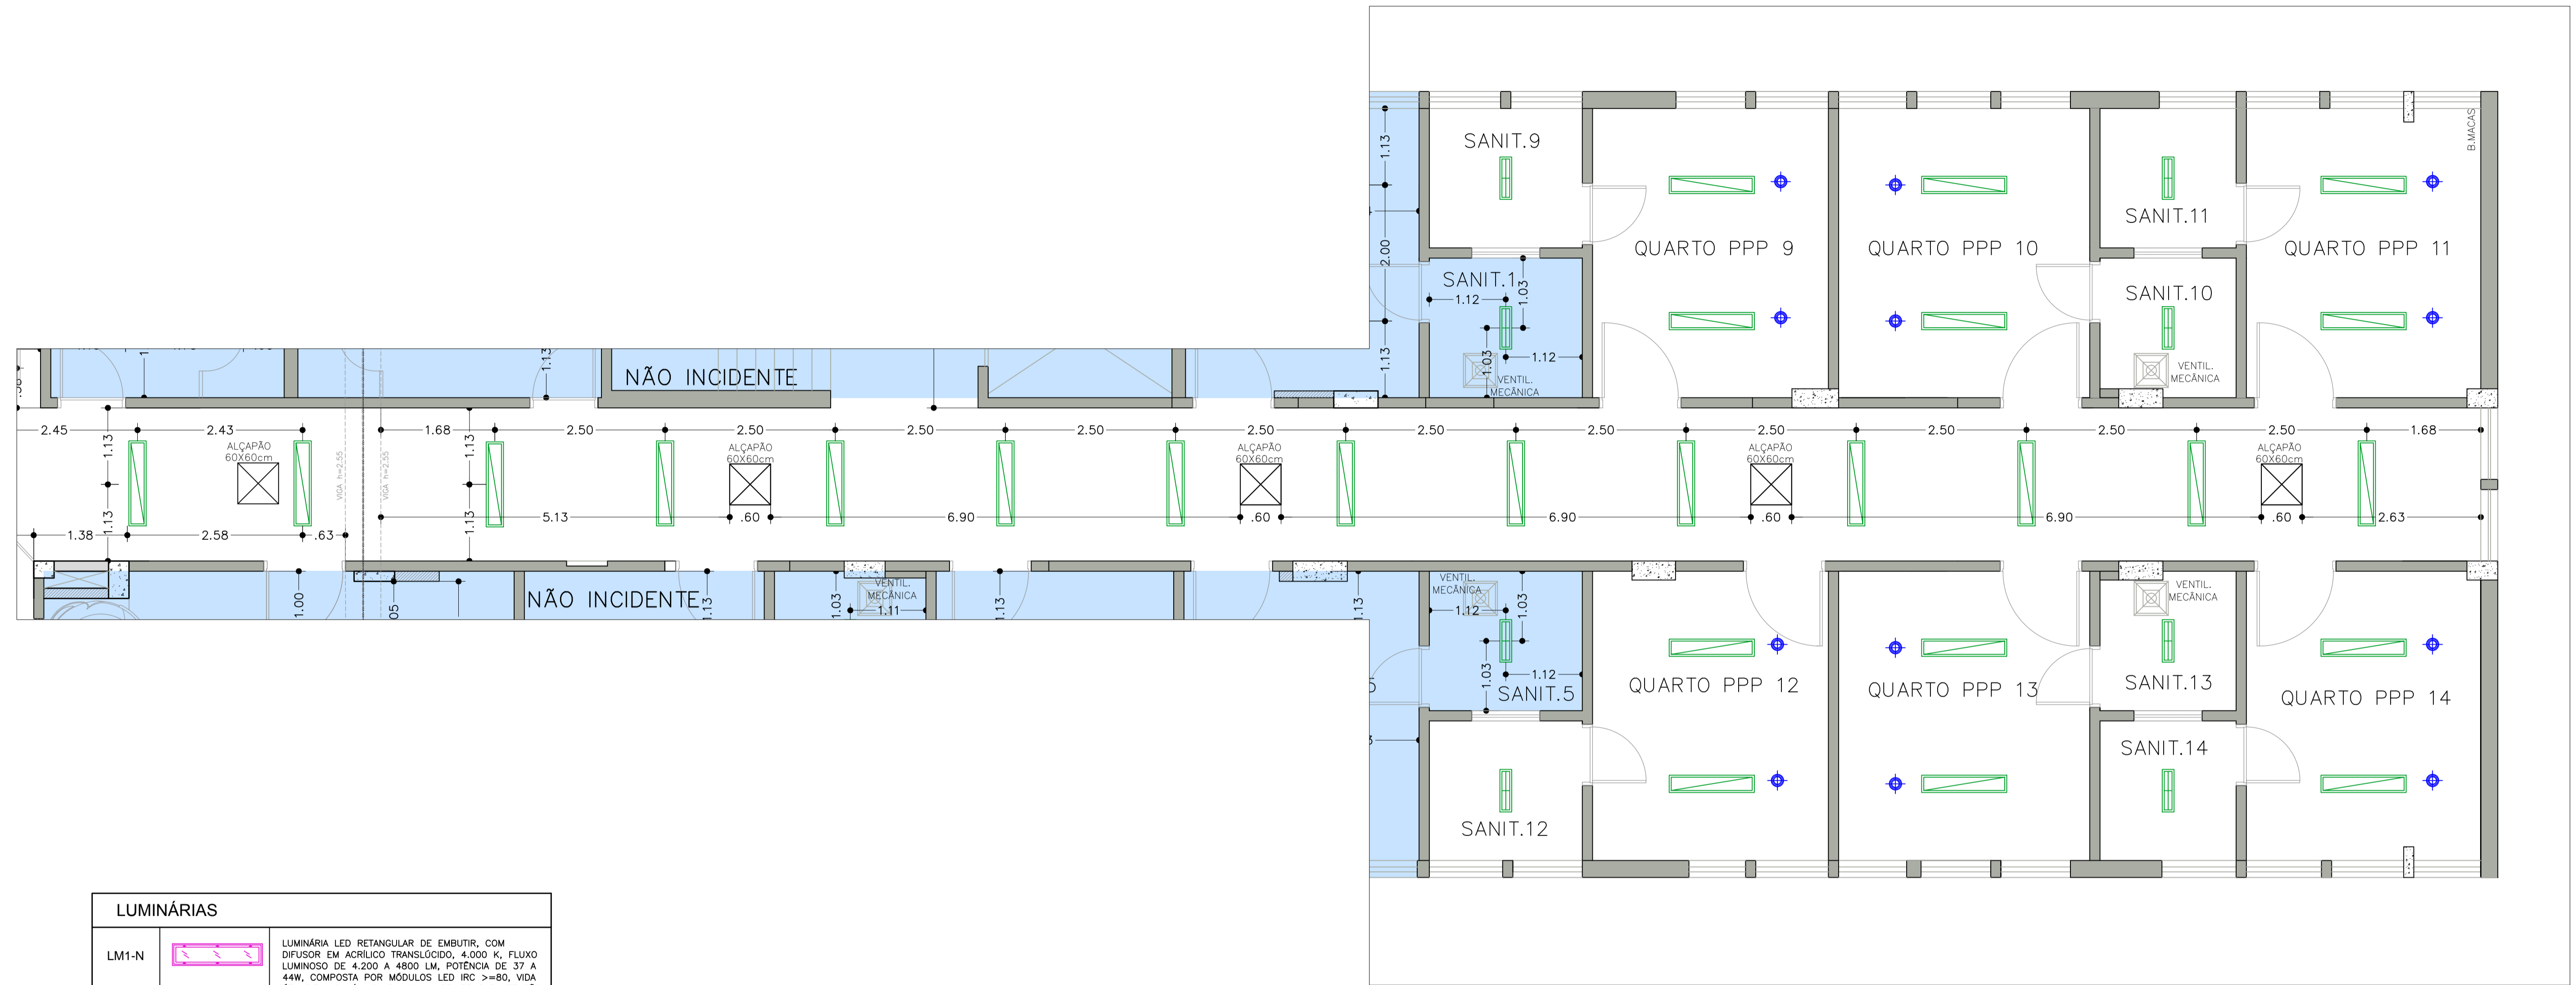 1.13
SANIT.9
B.MACAS
SANIT.11
2.00
QUARTO PPP 9
QUARTO PPP 10
QUARTO PPP 11
SANIT.1
1.12
1.03
SANIT.10
1.13
1.03
1.12
VENTIL.
MECÂNICA
VENTIL.
MECÂNICA
1.13
NÃO INCIDENTE
2.45
2.43
1.68
2.50
2.50
2.50
2.50
2.50
2.50
2.50
2.50
2.50
2.50
2.50
1.68
1.13
1.13
ALÇAPÃO
60X60cm
ALÇAPÃO
60X60cm
ALÇAPÃO
60X60cm
ALÇAPÃO
60X60cm
ALÇAPÃO
60X60cm
VIGA h=2.55
VIGA h=2.55
1.13
1.13
5.13
.60
6.90
.60
6.90
.60
6.90
.60
2.63
1.38
2.58
.63
1.00
05
NÃO INCIDENTE
1.13
1.03
VENTIL.
MECÂNICA
1.11
1.13
1.13
VENTIL.
MECÂNICA
1.12
1.03
VENTIL.
MECÂNICA
1.03
1.12
SANIT.5
QUARTO PPP 12
QUARTO PPP 13
SANIT.13
QUARTO PPP 14
SANIT.14
SANIT.12
LUMINÁRIAS
LM1-N
LUMINÁRIA LED RETANGULAR DE EMBUTIR, COM
DIFUSOR EM ACRÍLICO TRANSLÚCIDO, 4.000 K, FLUXO
LUMINOSO DE 4.200 A 4800 LM, POTÊNCIA DE 37 A
44W, COMPOSTA POR MÓDULOS LED IRC >=80, VIDA